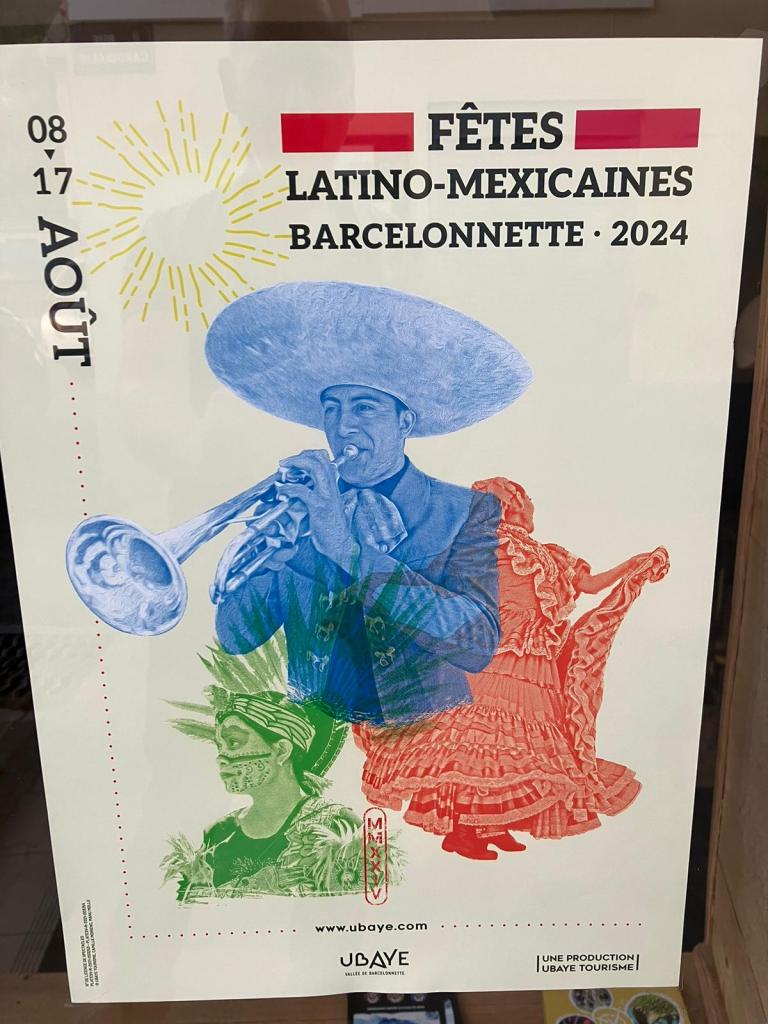 08
17
AOÛT
FÊTES
LATINO-MEXICAINES
BARCELONNETTE · 2024
MMXXIV
www.ubaye.com
UBAYE
VALLÉE DE BARCELONNETTE
UNE PRODUCTION
UBAYE TOURISME